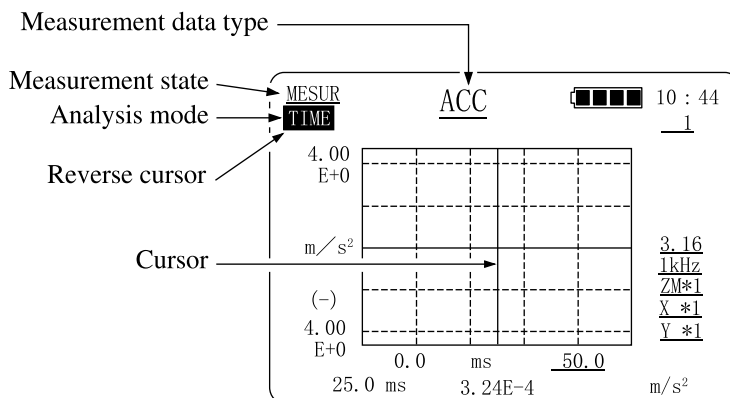 Measurement data type
Measurement state
Analysis mode
Reverse cursor
Cursor
MESUR
TIME
ACC
10 : 44
1
4.00
E+0
m/s²
(-)
4.00
E+0
3.16
1kHz
ZM*1
X *1
Y *1
0.0 ms 50.0
25.0 ms 3.24E-4 m/s²